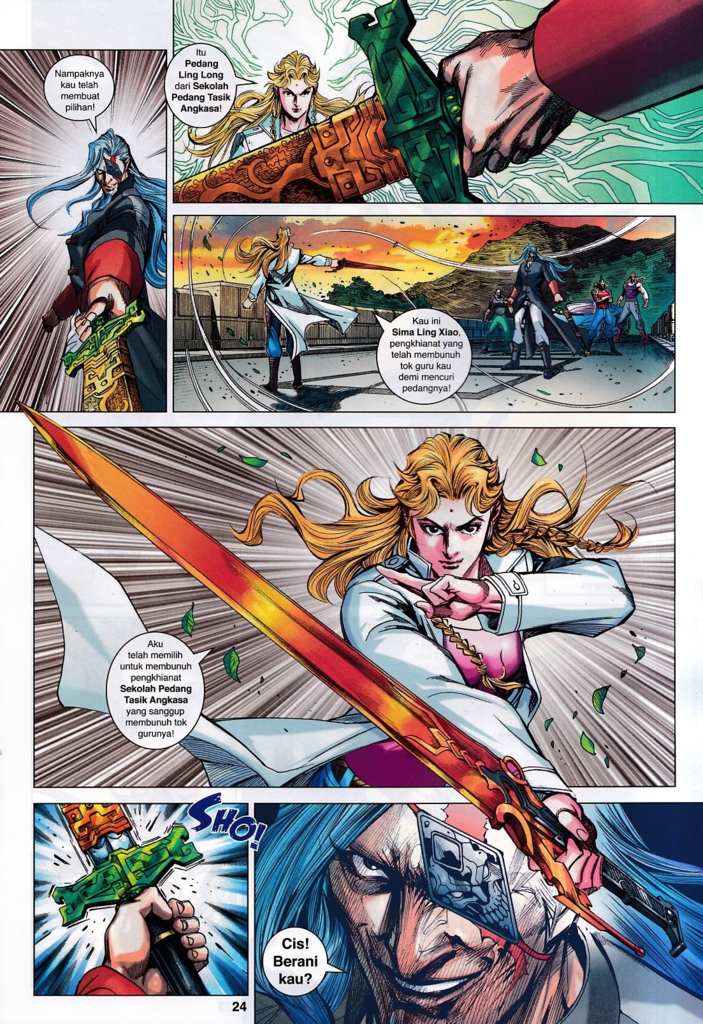 Nampaknya
kau telah
membuat
pilihan!
Itu
Pedang
Ling Long
dari Sekolah
Pedang Tasik
Angkasa!
Kau ini
Sima Ling Xiao,
pengkhianat yang
telah membunuh
tok guru kau
demi mencuri
pedangnya!
Aku
telah memilih
untuk membunuh
pengkhianat
Sekolah Pedang
Tasik Angkasa
yang sanggup
membunuh tok
gurunya!
SHO!
Cis!
Berani
kau?
24